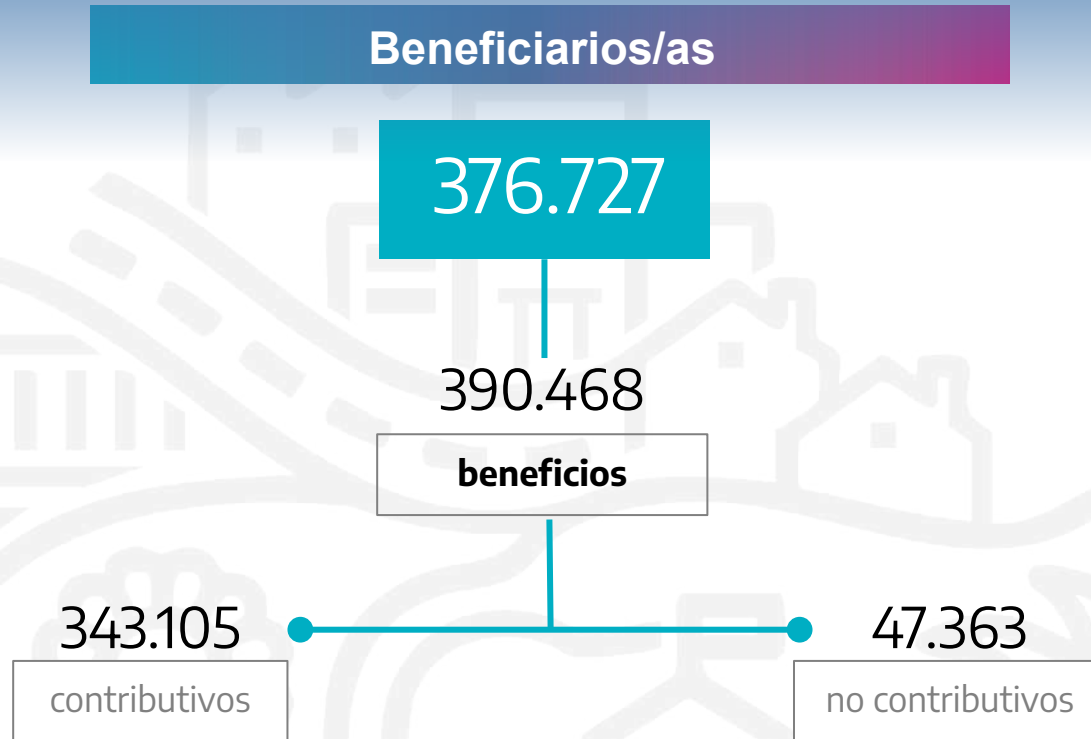 Beneficiarios/as
376.727
390.468
beneficios
343.105
47.363
contributivos
no contributivos